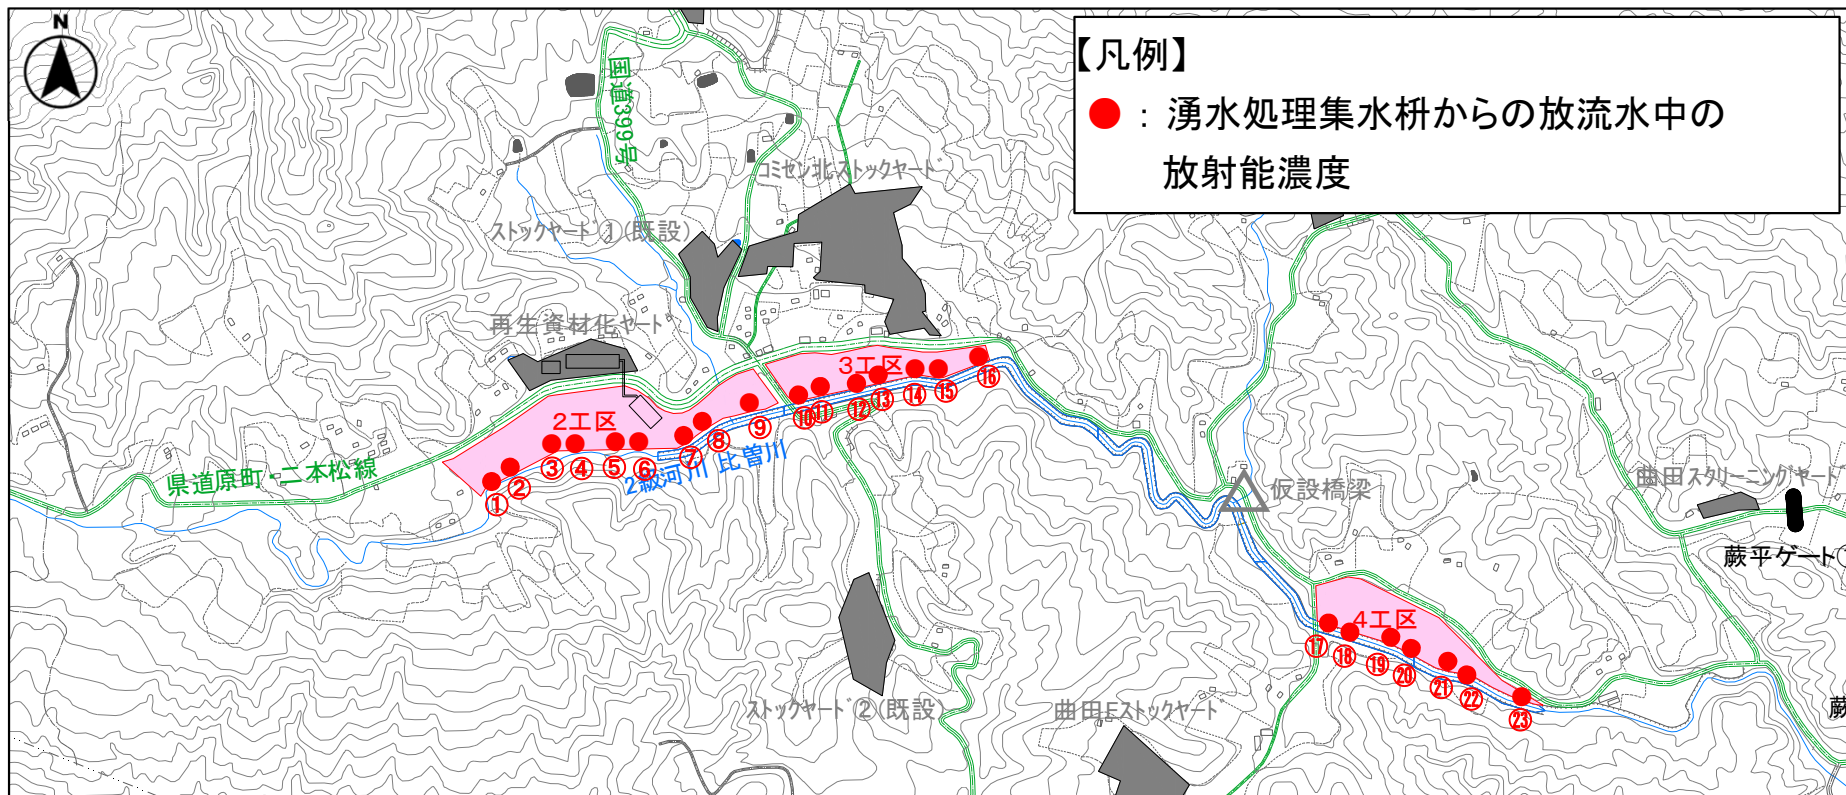 N
【凡例】
● : 湧水処理集水枡からの放流水中の
放射能濃度
国道399号
コミセン北ストックヤード
ストックヤード①(既設)
再生資材化ヤード
3工区
2工区
⑯
⑩
⑪
⑫
⑬
⑭
⑮
⑨
⑧
⑦
③
④
⑤
⑥
②
①
県道原町・二本松線
2級河川 比曽川
仮設橋梁
曲田スクリーニングヤード
蕨平ゲート
4工区
⑰
⑱
⑲
⑳
㉑
㉒
㉓
ストックヤード②(既設)
曲田Eストックヤード
蕨